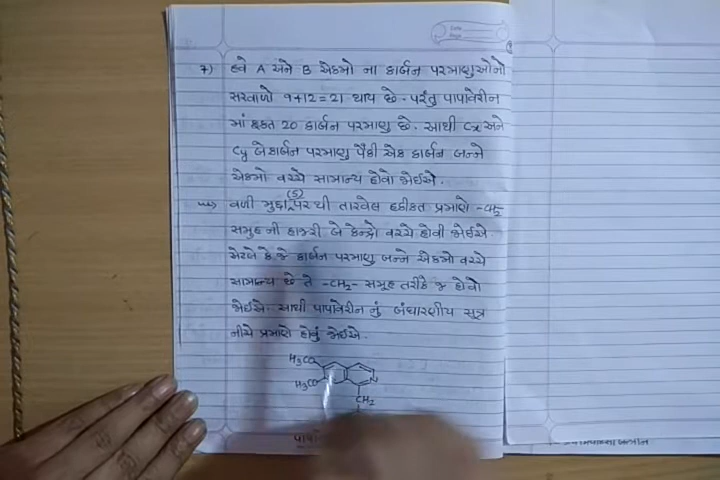 7) હવે A અને B એકમો ના કાર્બન પરમાણુઓનો
સરવાળો 9+12=21 થાય છે. પરંતુ પાપાવેરીન
માં ફક્ત 20 કાર્બન પરમાણુ છે. આથી Cx અને
Cy બે કાર્બન પરમાણુ પૈકી એક કાર્બન બન્ને
એકમો વચ્ચે સામાન્ય હોવો જોઈએ.
વળી મુદ્દા (5) પર થી તારવેલ હકીકત પ્રમાણે -CH2-
સમુહ ની હાજરી બે કેન્દ્રો વચ્ચે હોવી જોઈએ
એટલે કે જે કાર્બન પરમાણુ બન્ને એકમો વચ્ચે
સામાન્ય છે તે -CH2- સમૂહ તરીકે જ હોવો
જોઈએ. આથી પાપાવેરીન નું બંધારણીય સુત્ર
નીચે પ્રમાણે હોવું જોઈએ.
H3CO
H3CO
N
CH2